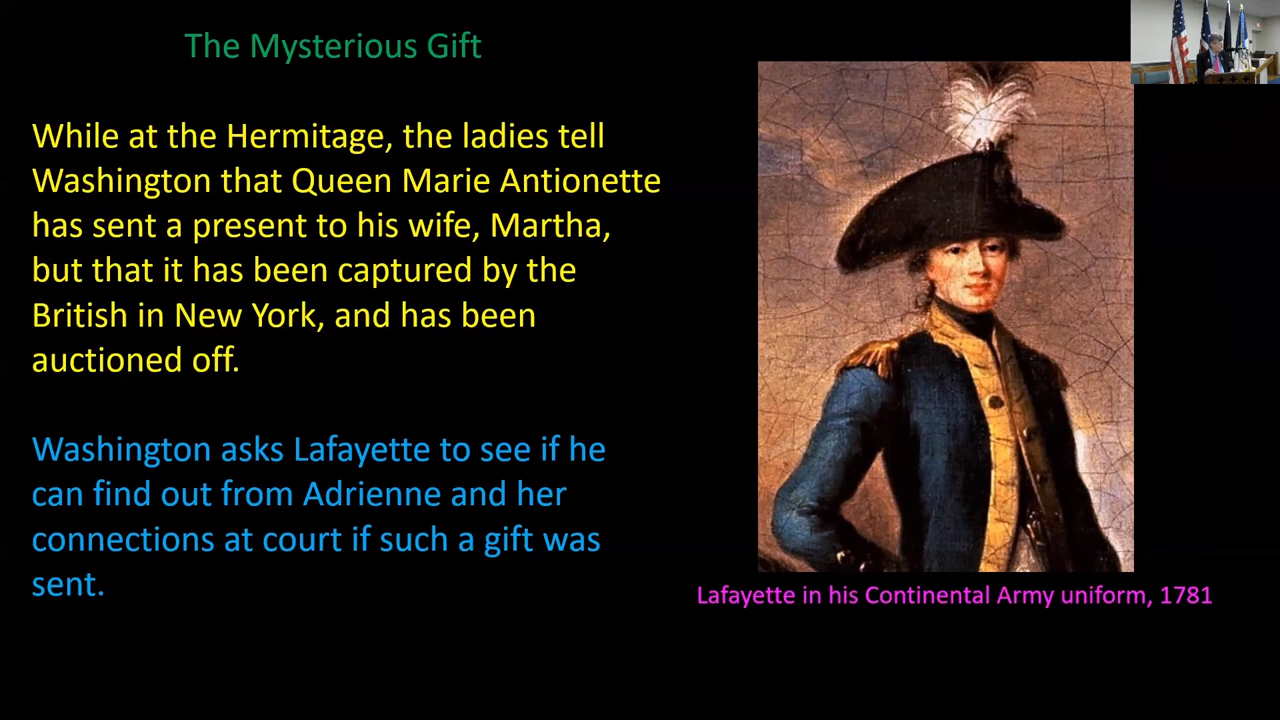 The Mysterious Gift
While at the Hermitage, the ladies tell
Washington that Queen Marie Antionette
has sent a present to his wife, Martha,
but that it has been captured by the
British in New York, and has been
auctioned off.
Washington asks Lafayette to see if he
can find out from Adrienne and her
connections at court if such a gift was
sent.
Lafayette in his Continental Army uniform, 1781